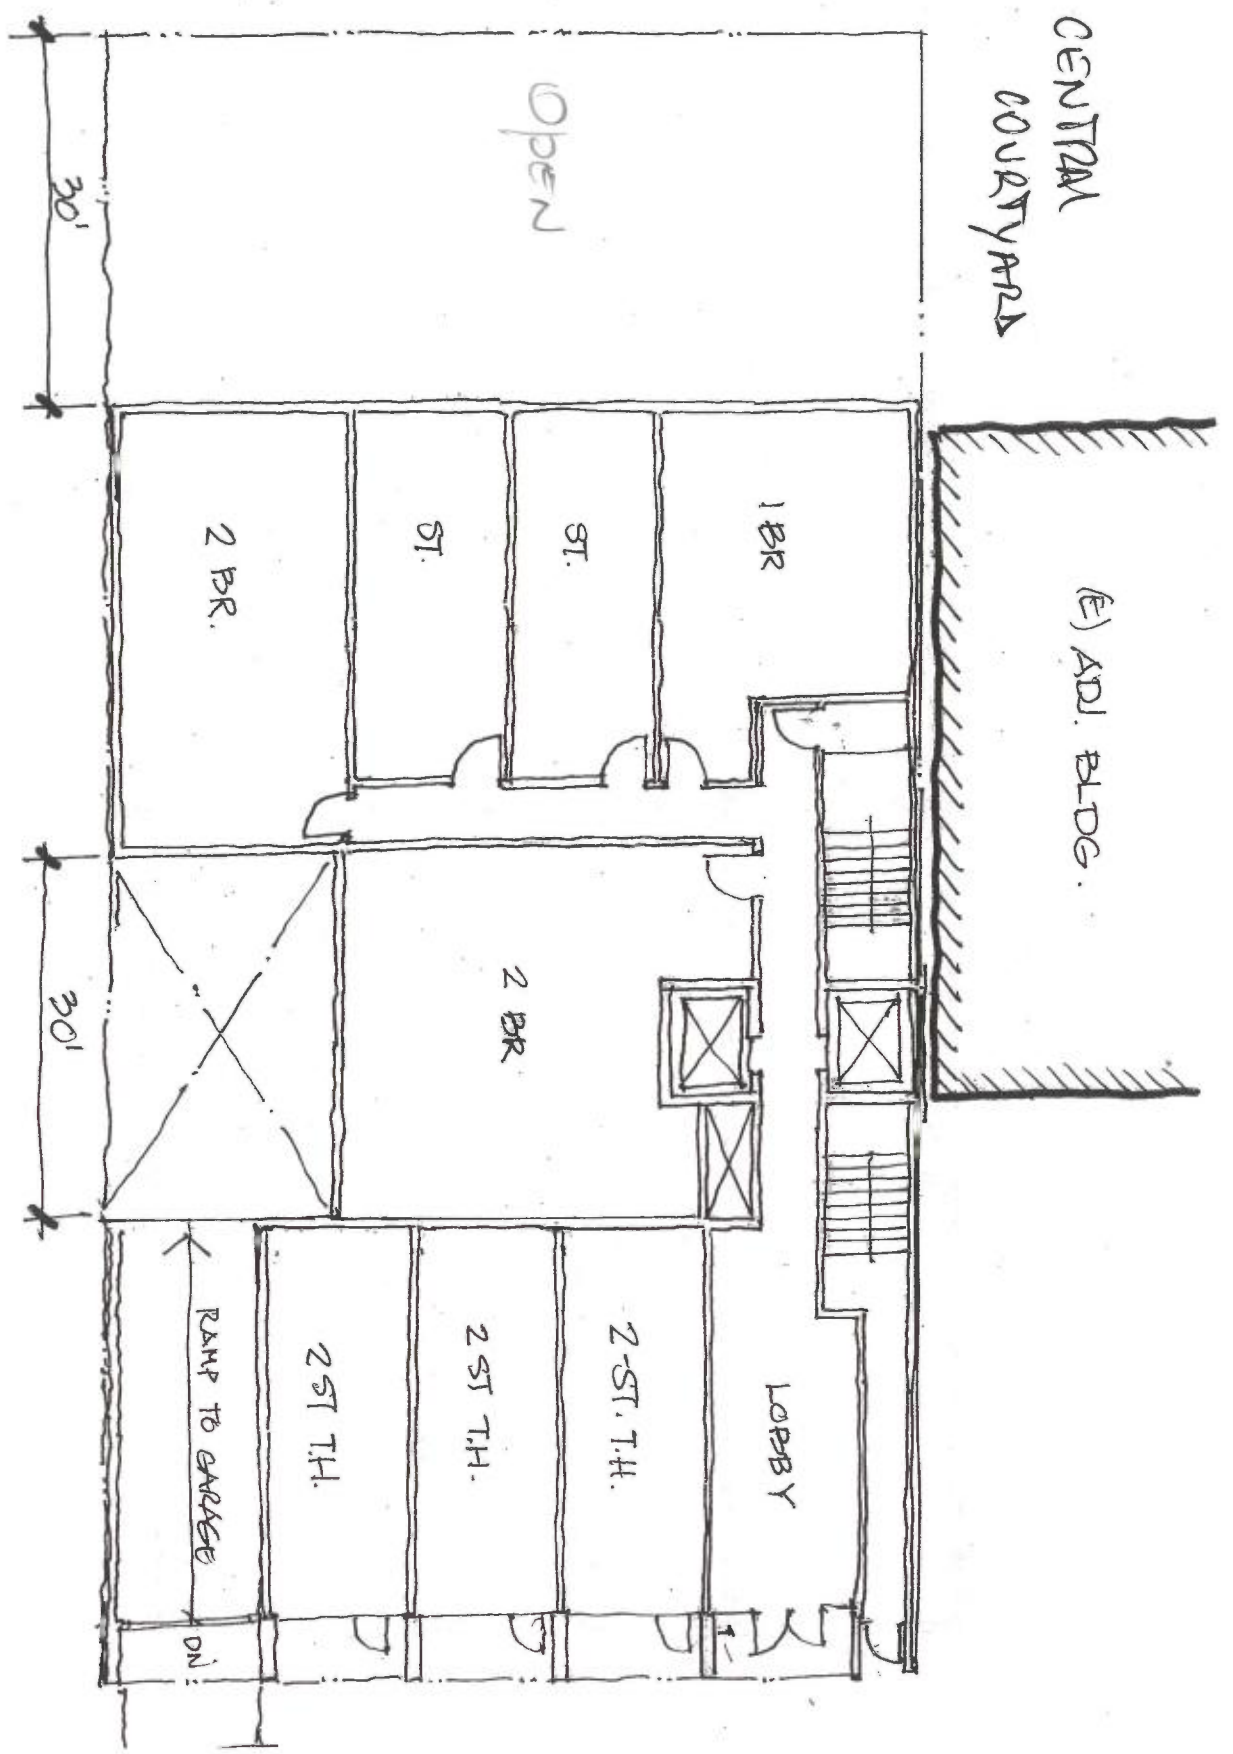 CENTRAL
COURTYARD
OPEN
30'
(E) ADJ. BLDG.
1 BR
ST.
ST.
2 BR.
2 BR
30'
LOBBY
2-ST. T.H.
2 ST T.H.
2 ST T.H.
RAMP TO GARAGE
DN